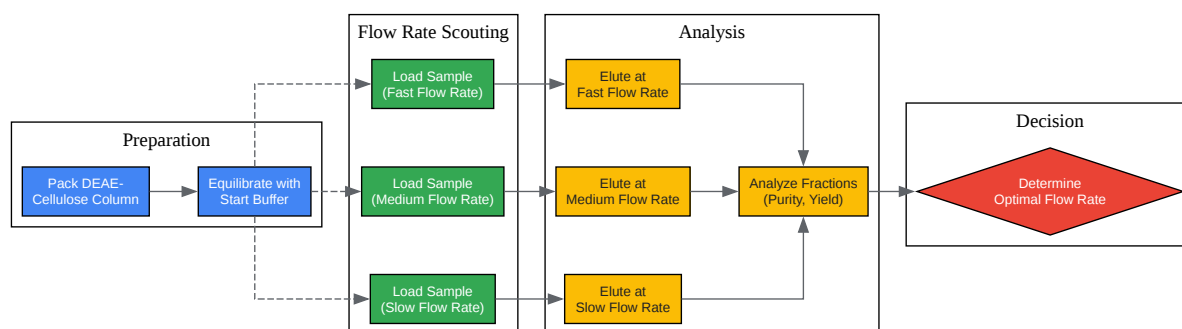 Preparation
Pack DEAE-
Cellulose Column
Equilibrate with
Start Buffer
Flow Rate Scouting
Load Sample
(Fast Flow Rate)
Load Sample
(Medium Flow Rate)
Load Sample
(Slow Flow Rate)
Analysis
Elute at
Fast Flow Rate
Elute at
Medium Flow Rate
Elute at
Slow Flow Rate
Analyze Fractions
(Purity, Yield)
Decision
Determine
Optimal Flow Rate